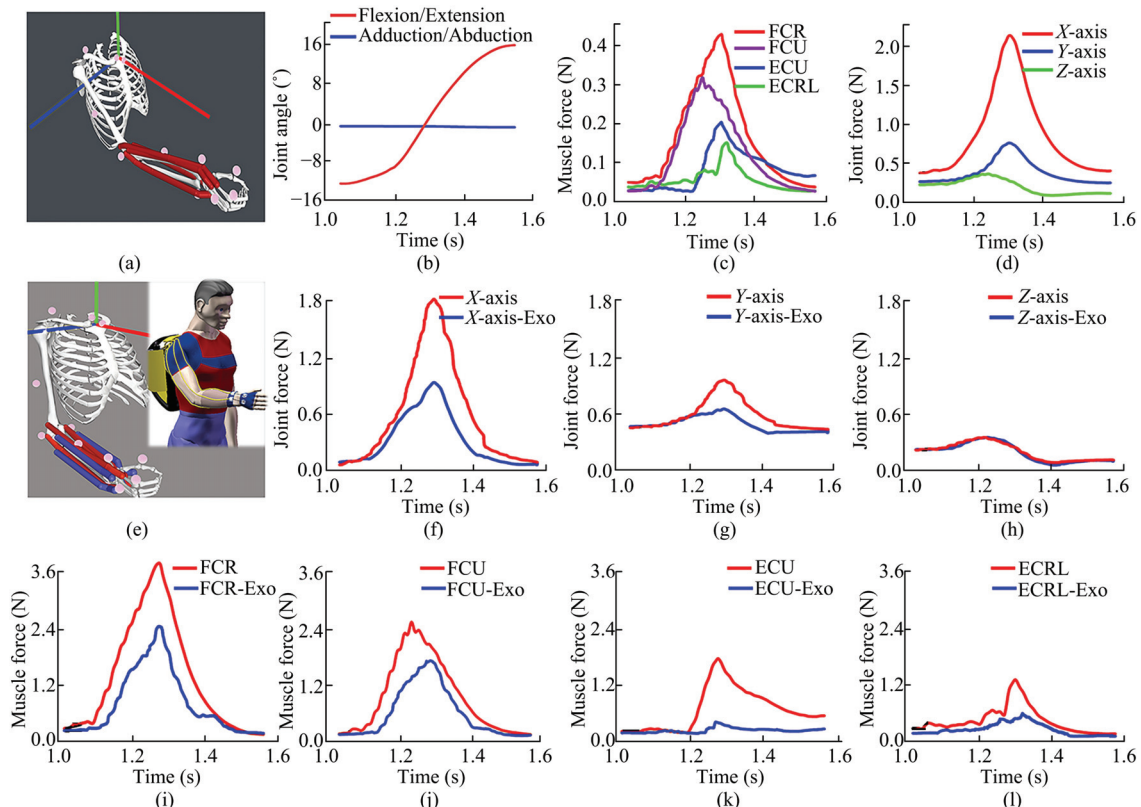 Flexion/Extension
Adduction/Abduction
Joint angle (°)
16
8
0
−8
−16
1.0 1.2 1.4 1.6
Time (s)
FCR
FCU
ECU
ECRL
Muscle force (N)
0.4
0.3
0.2
0.1
0.0
1.0 1.2 1.4 1.6
Time (s)
X-axis
Y-axis
Z-axis
Joint force (N)
2.0
1.5
1.0
0.5
0.0
1.0 1.2 1.4 1.6
Time (s)
(a) (b) (c) (d)
X-axis
X-axis-Exo
Joint force (N)
1.8
1.2
0.6
0.0
1.0 1.2 1.4 1.6
Time (s)
Y-axis
Y-axis-Exo
Joint force (N)
1.8
1.2
0.6
0.0
1.0 1.2 1.4 1.6
Time (s)
Z-axis
Z-axis-Exo
Joint force (N)
1.8
1.2
0.6
0.0
1.0 1.2 1.4 1.6
Time (s)
(e) (f) (g) (h)
FCR
FCR-Exo
Muscle force (N)
3.6
2.4
1.2
0.0
1.0 1.2 1.4 1.6
Time (s)
FCU
FCU-Exo
Muscle force (N)
3.6
2.4
1.2
0.0
1.0 1.2 1.4 1.6
Time (s)
ECU
ECU-Exo
Muscle force (N)
3.6
2.4
1.2
0.0
1.0 1.2 1.4 1.6
Time (s)
ECRL
ECRL-Exo
Muscle force (N)
3.6
2.4
1.2
0.0
1.0 1.2 1.4 1.6
Time (s)
(i) (j) (k) (l)